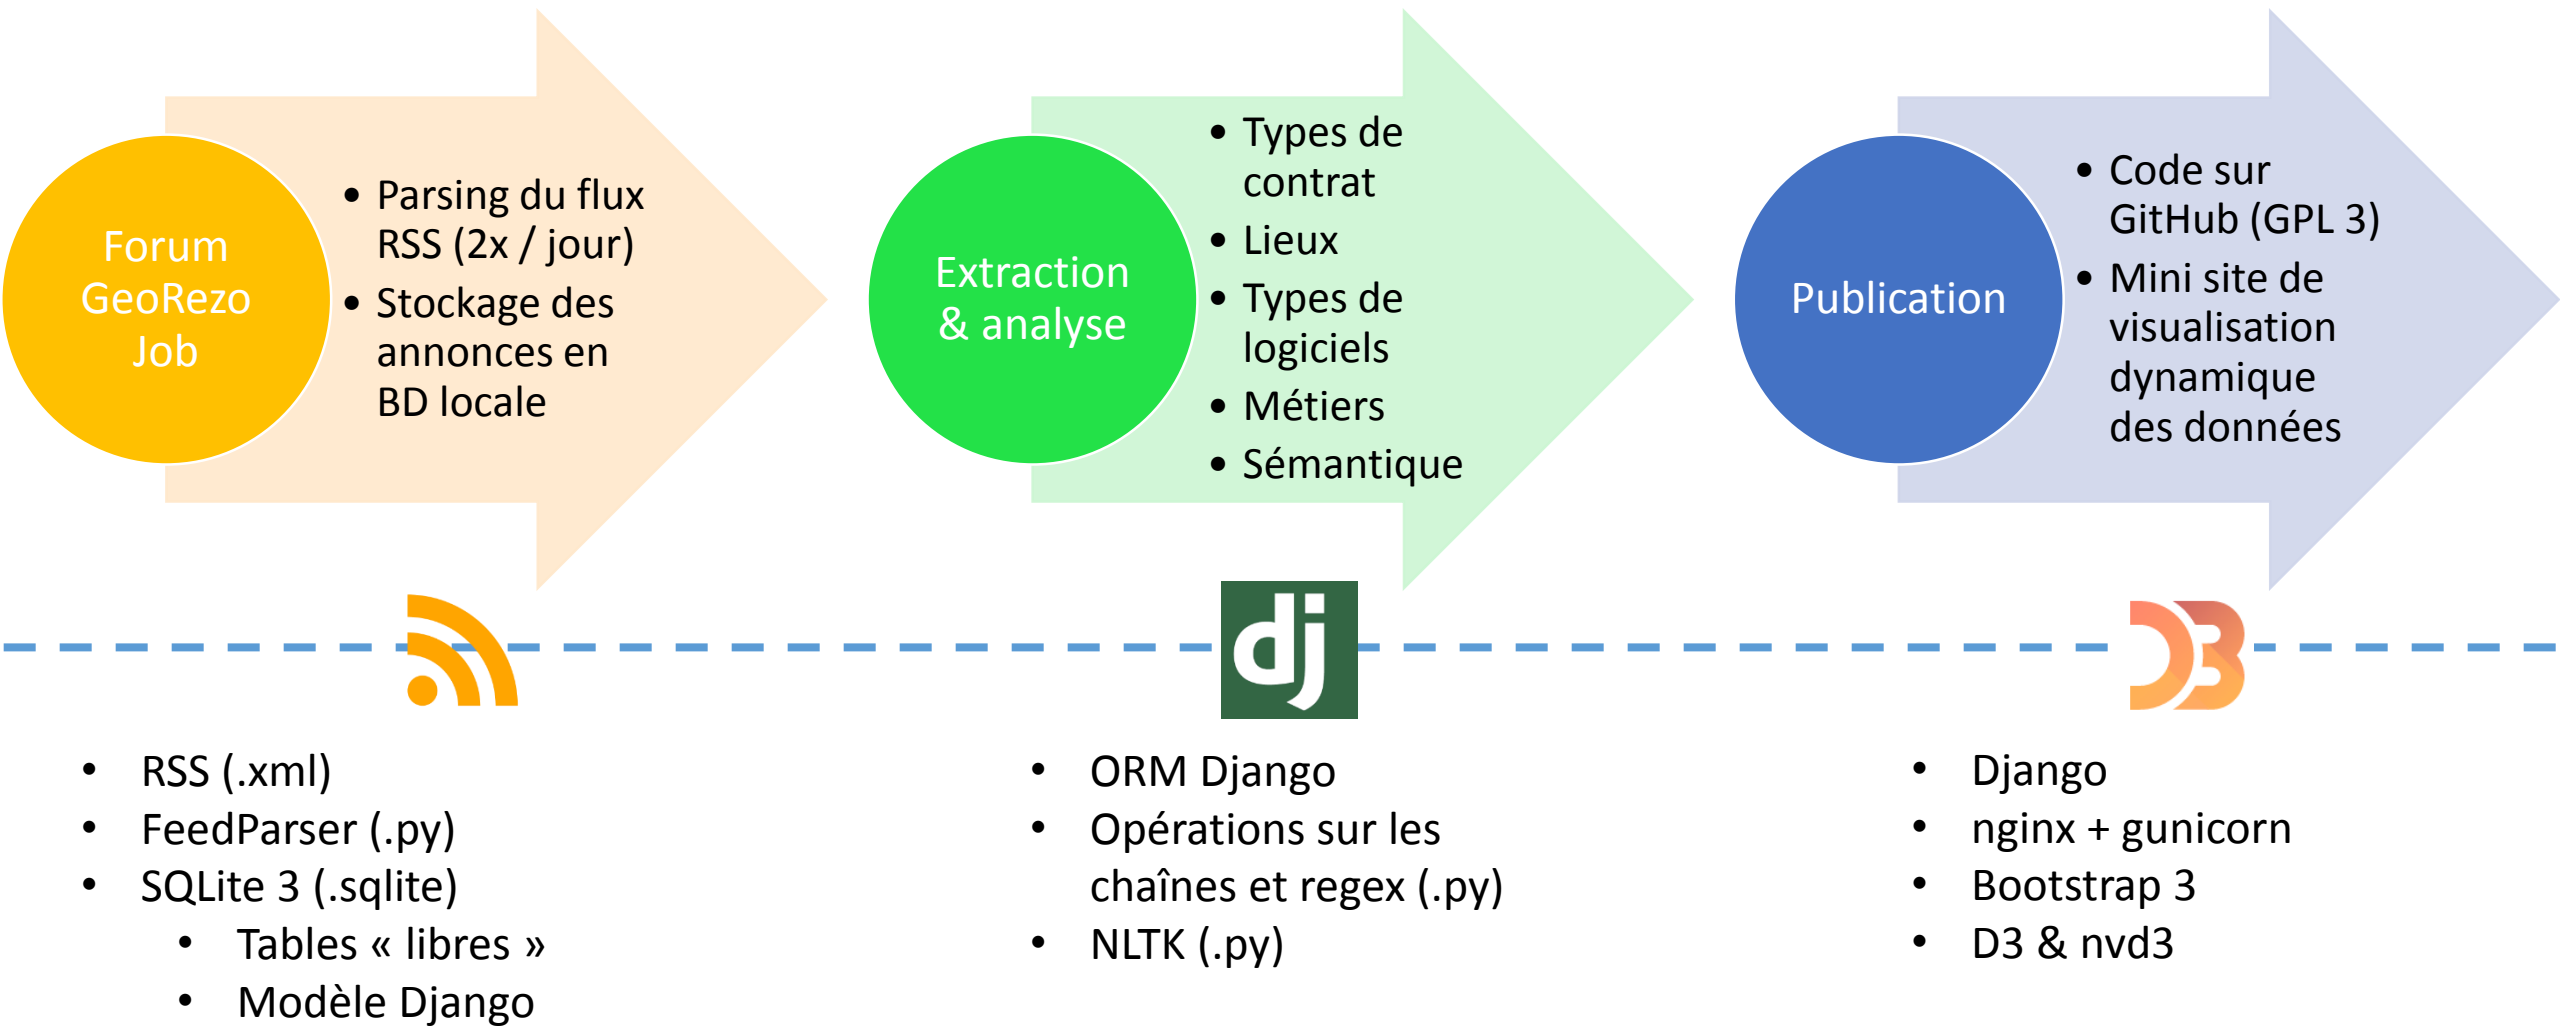 Forum
GeoRezo
Job
• Parsing du flux
RSS (2x / jour)
• Stockage des
annonces en
BD locale
Extraction
& analyse
• Types de
contrat
• Lieux
• Types de
logiciels
• Métiers
• Sémantique
Publication
• Code sur
GitHub (GPL 3)
• Mini site de
visualisation
dynamique
des données
dj
D3
• RSS (.xml)
• FeedParser (.py)
• SQLite 3 (.sqlite)
• Tables « libres »
• Modèle Django
• ORM Django
• Opérations sur les
chaînes et regex (.py)
• NLTK (.py)
• Django
• nginx + gunicorn
• Bootstrap 3
• D3 & nvd3